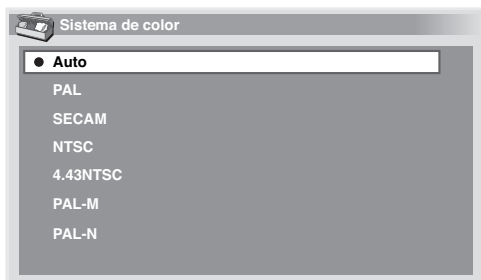 Sistema de color
Auto
PAL
SECAM
NTSC
4.43NTSC
PAL-M
PAL-N